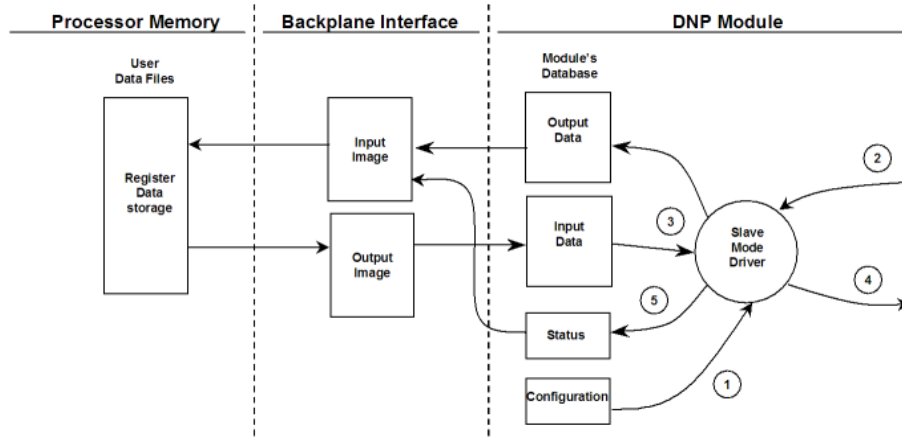 Processor Memory
Backplane Interface
DNP Module
User
Data Files
Module's
Database
Register
Data
storage
Input
Image
Output
Image
Output
Data
Input
Data
Status
Configuration
Slave
Mode
Driver
2
3
4
5
1